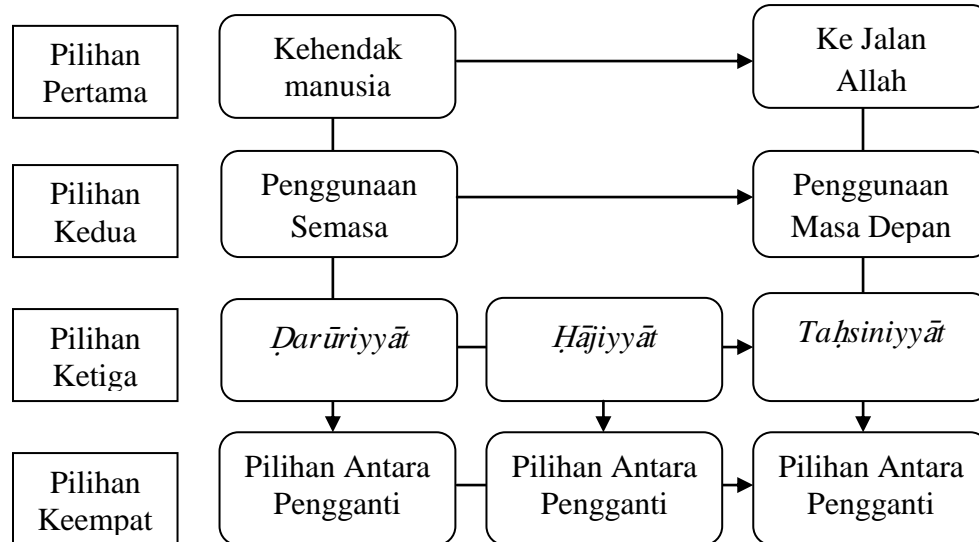 Pilihan
Pertama
Kehendak
manusia
Ke Jalan
Allah
Pilihan
Kedua
Penggunaan
Semasa
Penggunaan
Masa Depan
Pilihan
Ketiga
Ḍarūriyyāt
Ḥājiyyāt
Taḥsiniyyāt
Pilihan
Keempat
Pilihan Antara
Pengganti
Pilihan Antara
Pengganti
Pilihan Antara
Pengganti